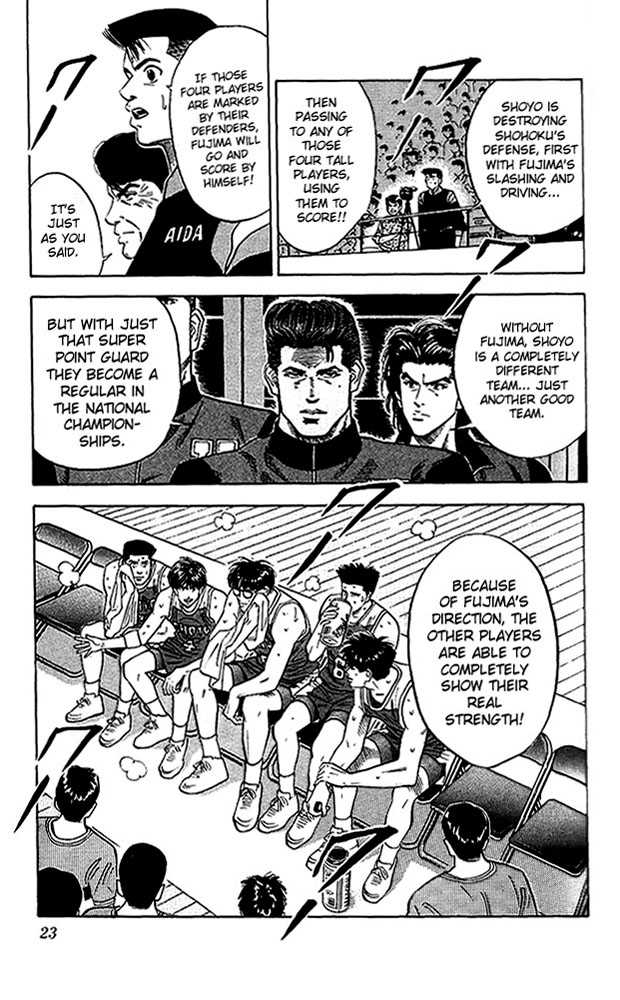 SHOYO IS
DESTROYING
SHOHOKU'S
DEFENSE, FIRST
WITH FUJIMA'S
SLASHING AND
DRIVING...
THEN
PASSING
TO ANY OF
THOSE
FOUR TALL
PLAYERS,
USING
THEM TO
SCORE!!
IF THOSE
FOUR PLAYERS
ARE MARKED
BY THEIR
DEFENDERS,
FUJIMA WILL
GO AND
SCORE BY
HIMSELF!
AIDA
IT'S
JUST
AS YOU
SAID.
WITHOUT
FUJIMA, SHOYO
IS A COMPLETELY
DIFFERENT
TEAM... JUST
ANOTHER GOOD
TEAM.
BUT WITH JUST
THAT SUPER
POINT GUARD
THEY BECOME A
REGULAR IN
THE NATIONAL
CHAMPION-
SHIPS.
BECAUSE
OF FUJIMA'S
DIRECTION, THE
OTHER PLAYERS
ARE ABLE TO
COMPLETELY
SHOW THEIR
REAL
STRENGTH!
23